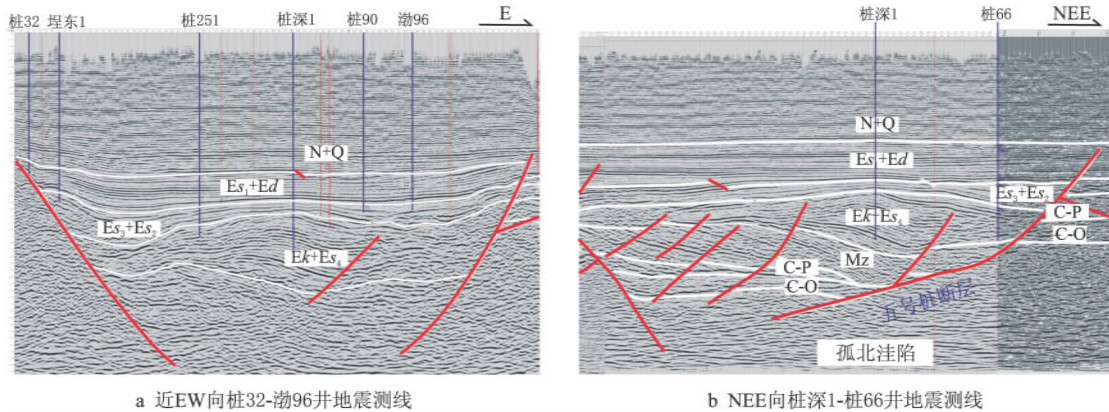 桩32 埕东1 桩251 桩深1 桩90 渤96 E
N+Q
Es₁+Ed
Es₃+Es₂
Ek+Es₄
a 近EW向桩32-渤96井地震测线
桩深1 桩66 NEE
N+Q
Es₁+Ed
Es₃+Es₂
Ek+Es₄
C-P
Є-O
Mz
C-P
Є-O
五号桩断层
孤北洼陷
b NEE向桩深1-桩66井地震测线